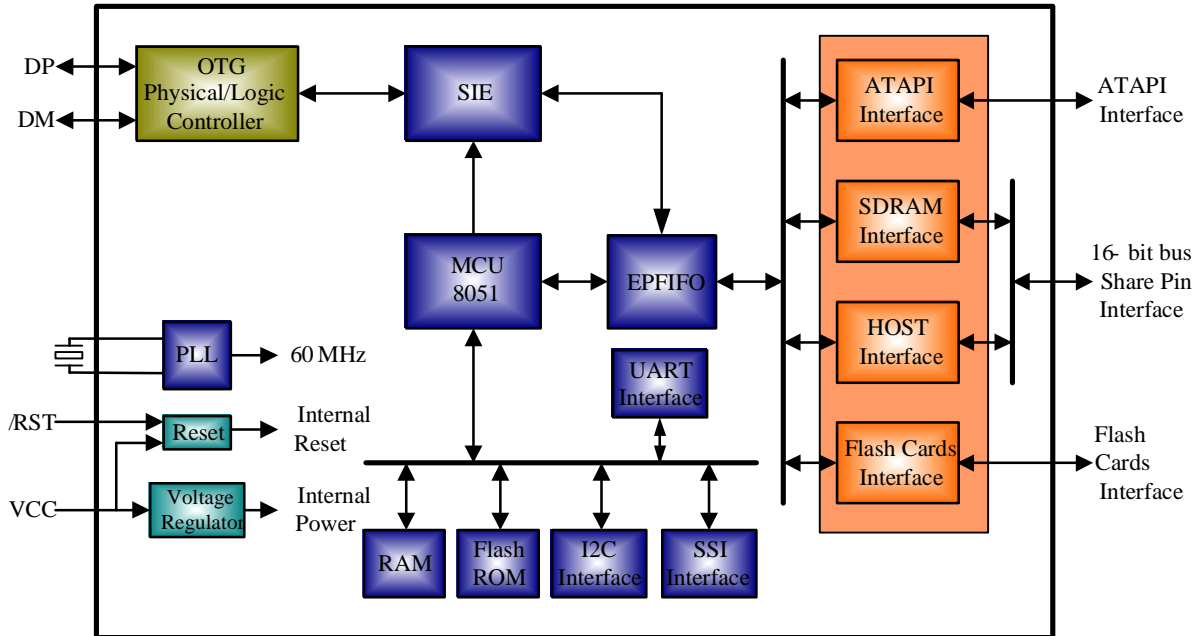 DP
DM
OTG
Physical/Logic
Controller
SIE
ATAPI
Interface
ATAPI
Interface
SDRAM
Interface
MCU
8051
EPFIFO
16- bit bus
Share Pin
Interface
HOST
Interface
PLL
60 MHz
UART
Interface
/RST
Reset
Internal
Reset
Flash Cards
Interface
Flash
Cards
Interface
VCC
Voltage
Regulator
Internal
Power
RAM
Flash
ROM
I2C
Interface
SSI
Interface